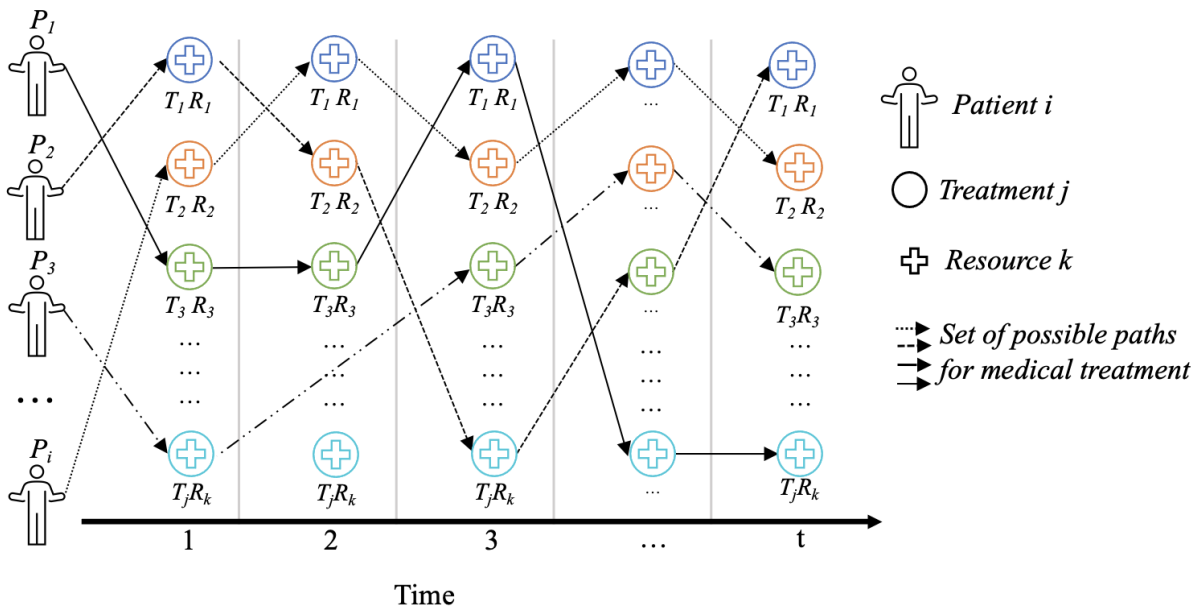 P1
T1 R1
T1 R1
T1 R1
...
T1 R1
Patient i
P2
T2 R2
T2 R2
T2 R2
...
T2 R2
Treatment j
P3
T3 R3
T3R3
T3R3
...
T3R3
Resource k
... ... ... ... ...
... ... ... ... ...
... ... ... ... ...
Set of possible paths
for medical treatment
...
Pi
TjRk
TjRk
TjRk
...
TjRk
1 2 3 ... t
Time